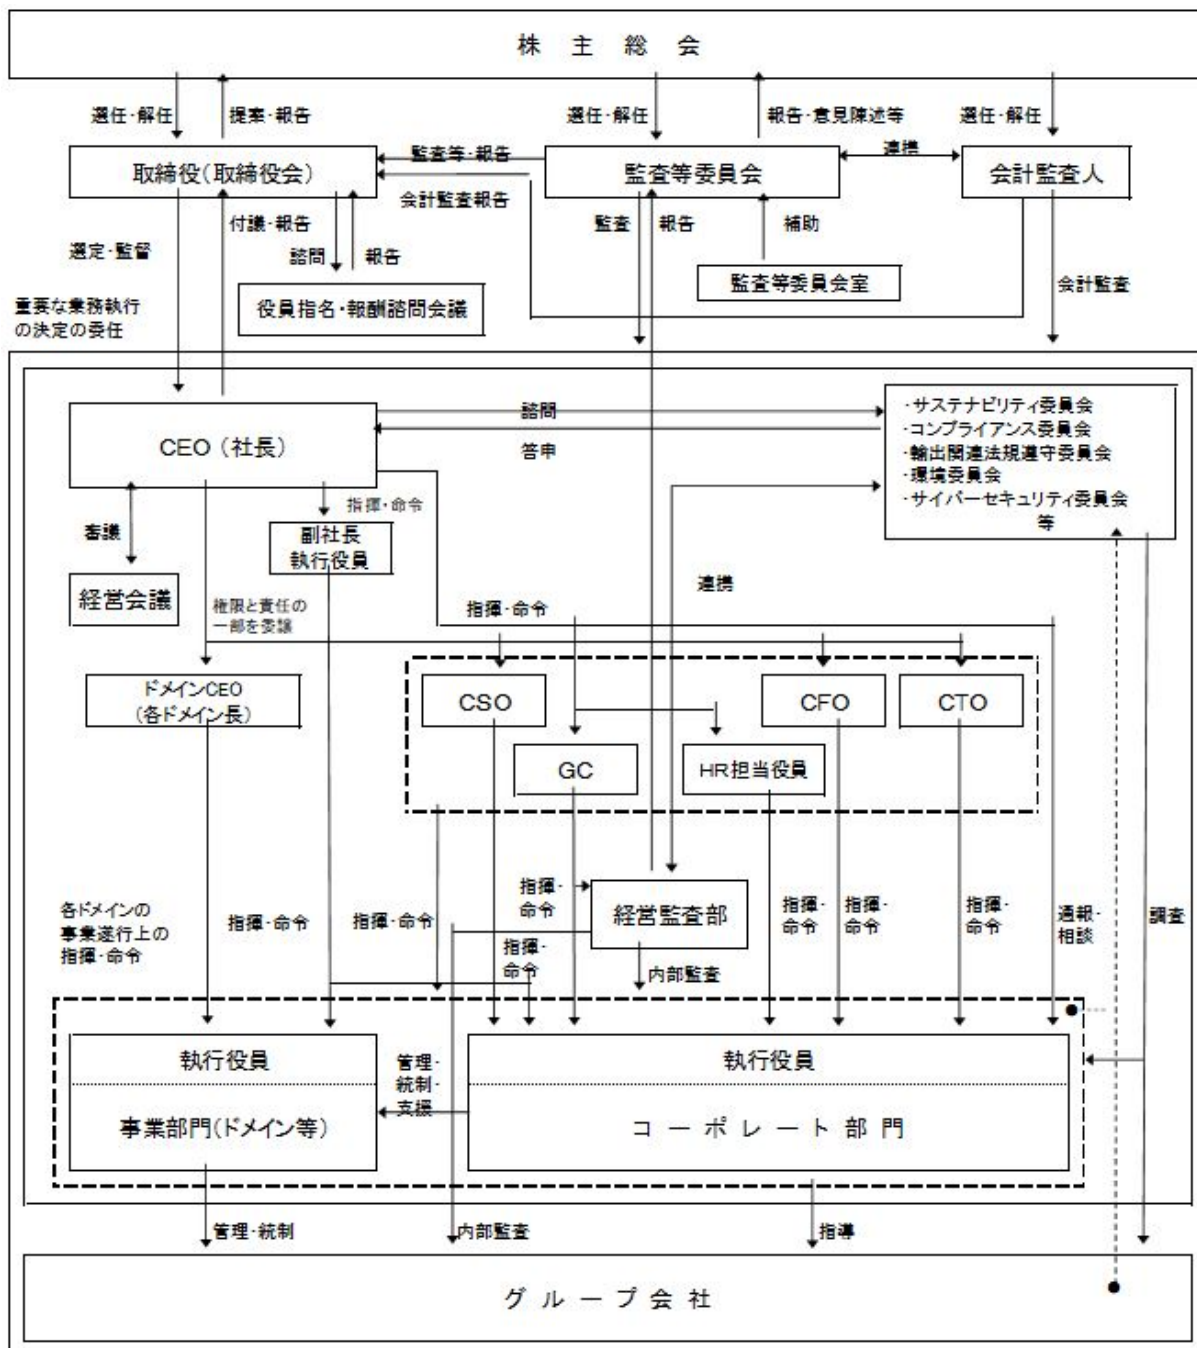 株主総会
選任・解任
提案・報告
選任・解任
報告・意見陳述等
選任・解任
取締役(取締役会)
監査等・報告
会計監査報告
監査等委員会
連携
会計監査人
選定・監督
付議・報告
諮問
報告
監査
報告
補助
監査等委員会室
会計監査
役員指名・報酬諮問会議
重要な業務執行
の決定の委任
CEO(社長)
諮問
答申
・サステナビリティ委員会
・コンプライアンス委員会
・輸出関連法規遵守委員会
・環境委員会
・サイバーセキュリティ委員会
等
指揮・命令
審議
副社長
執行役員
経営会議
連携
権限と責任の
一部を委譲
指揮・命令
ドメインCEO
(各ドメイン長)
CSO
CFO
CTO
GC
HR担当役員
各ドメインの
事業遂行上の
指揮・命令
指揮・命令
指揮・命令
指揮・
命令
経営監査部
指揮・
命令
指揮・
命令
指揮・
命令
通報・
相談
調査
指揮・
命令
内部監査
執行役員
事業部門(ドメイン等)
管理・
統制・
支援
執行役員
コーポレート部門
管理・統制
内部監査
指導
グループ会社